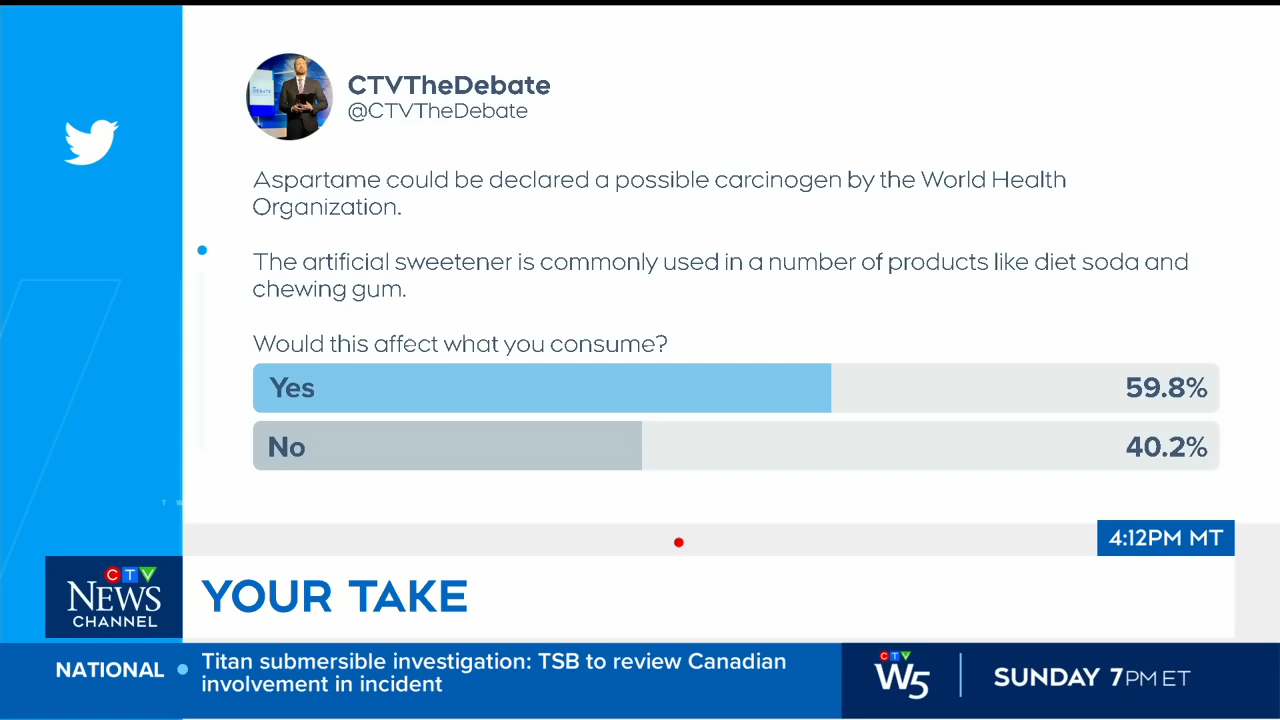 CTVTheDebate
@CTVTheDebate
Aspartame could be declared a possible carcinogen by the World Health
Organization.
The artificial sweetener is commonly used in a number of products like diet soda and
chewing gum.
Would this affect what you consume?
Yes 59.8%
No 40.2%
4:12PM MT
CTV
NEWS
CHANNEL
YOUR TAKE
NATIONAL
Titan submersible investigation: TSB to review Canadian
involvement in incident
CTV
W5
SUNDAY 7PM ET